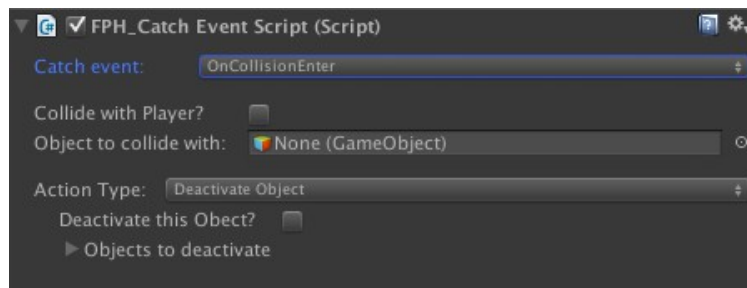 FPH_Catch Event Script (Script)
Catch event: OnCollisionEnter
Collide with Player?
Object to collide with: None (GameObject)
Action Type: Deactivate Object
Deactivate this Obect?
Objects to deactivate